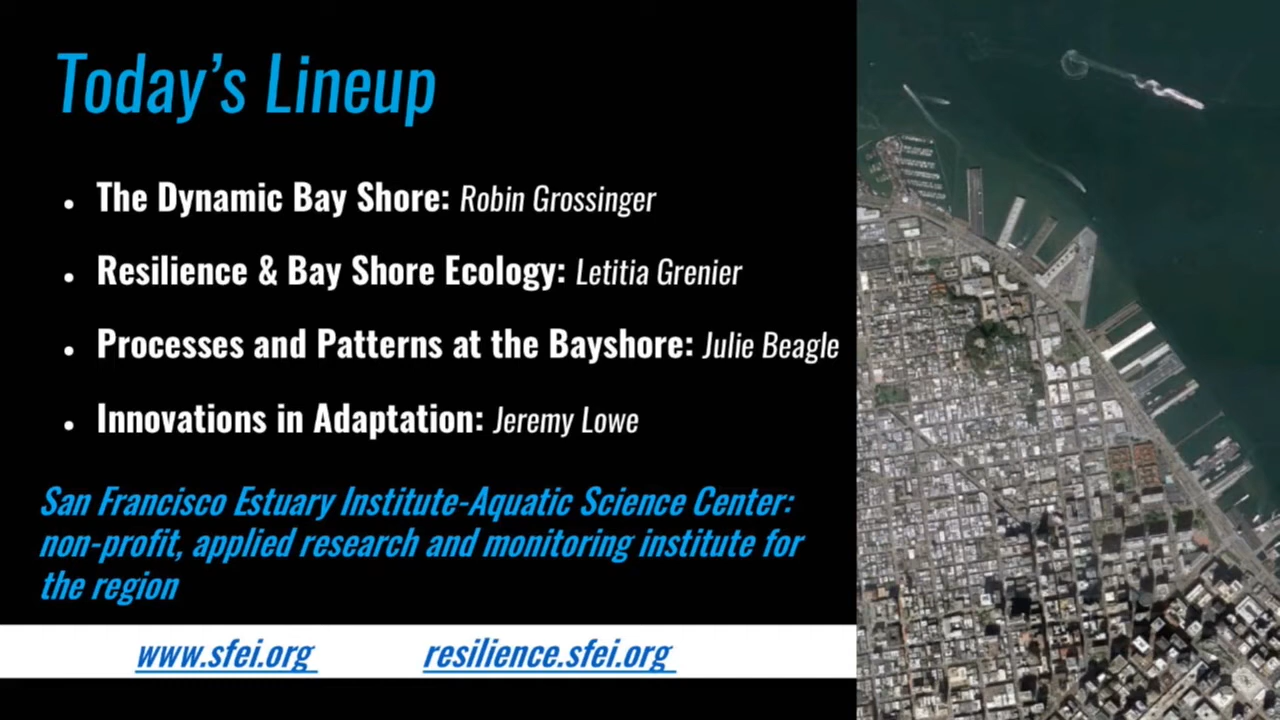 Today’s Lineup
The Dynamic Bay Shore: Robin Grossinger
Resilience & Bay Shore Ecology: Letitia Grenier
Processes and Patterns at the Bayshore: Julie Beagle
Innovations in Adaptation: Jeremy Lowe
San Francisco Estuary Institute-Aquatic Science Center:
non-profit, applied research and monitoring institute for
the region
www.sfei.org resilience.sfei.org